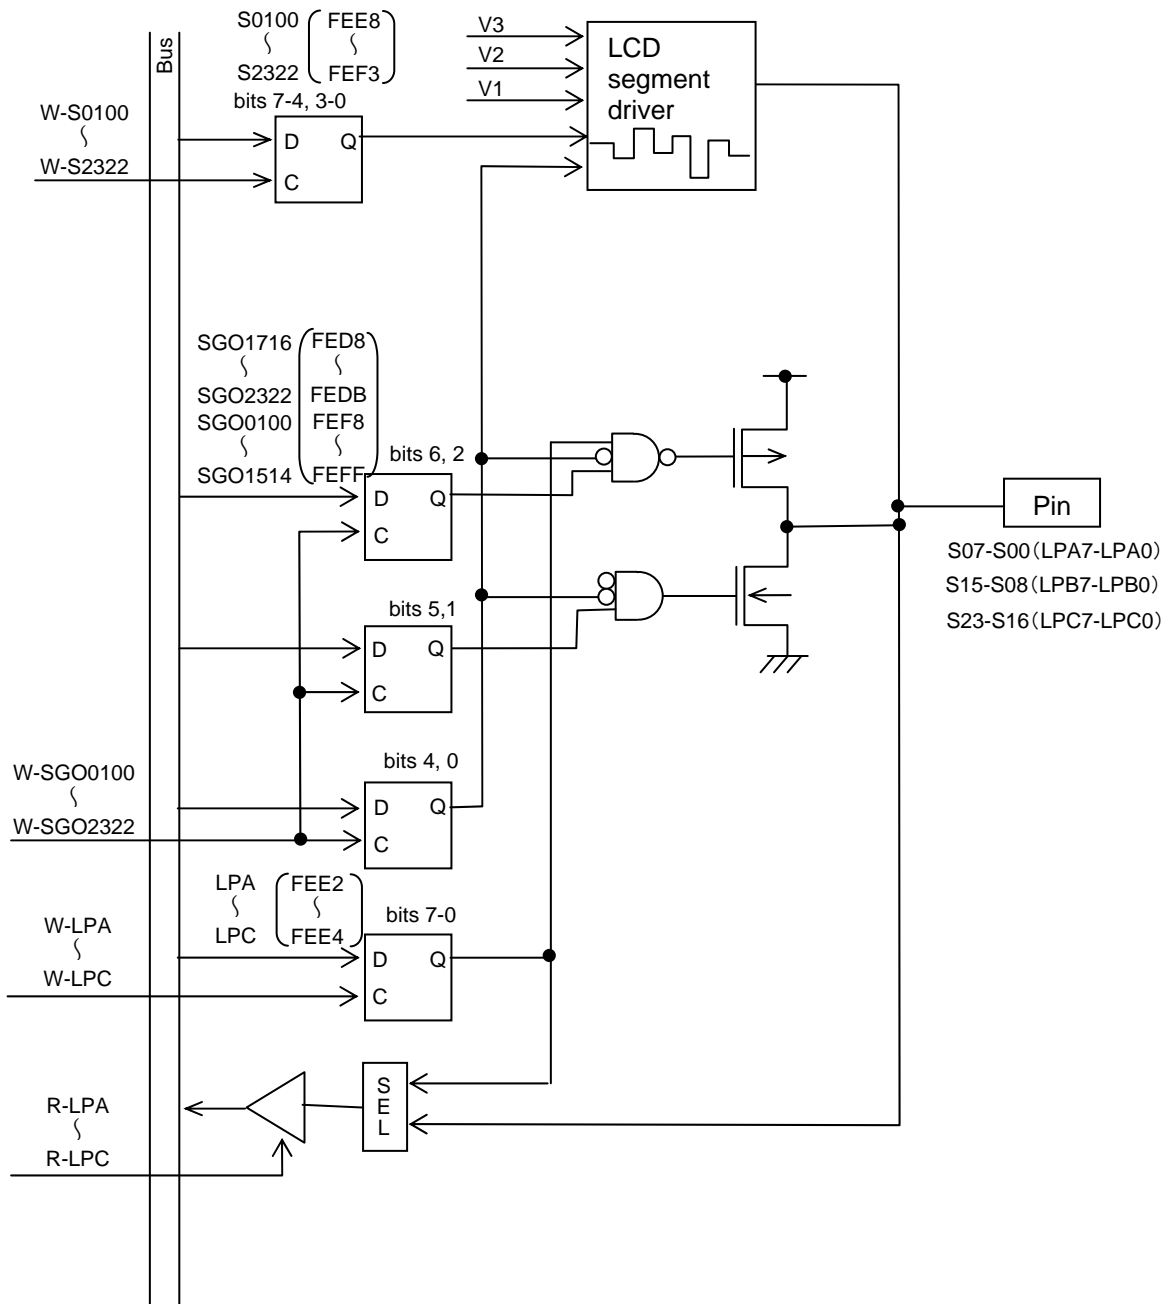 Bus
S0100 FEE8
S2322 FEF3
bits 7-4, 3-0
W-S0100
W-S2322
D Q
C
V3
V2
V1
LCD
segment
driver
SGO1716 FED8
SGO2322 FEDB
SGO0100 FEF8
SGO1514 FEFF
bits 6, 2
D Q
C
Pin
S07-S00(LPA7-LPA0)
S15-S08(LPB7-LPB0)
S23-S16(LPC7-LPC0)
bits 5,1
D Q
C
bits 4, 0
W-SGO0100
W-SGO2322
D Q
C
LPA FEE2
LPC FEE4
bits 7-0
W-LPA
W-LPC
D Q
C
SEL
R-LPA
R-LPC